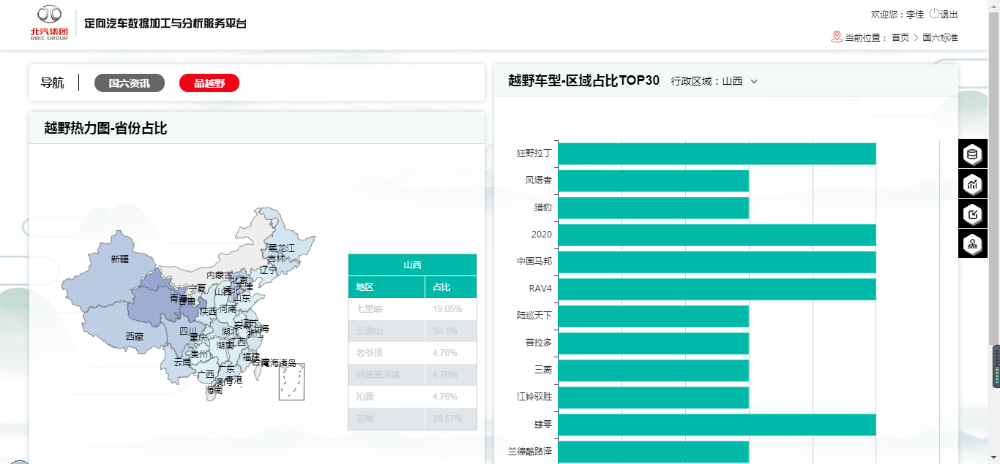 北汽集团
BAIC GROUP
定向汽车数据加工与分析服务平台
欢迎您：李佳 退出
当前位置： 首页 > 国六标准
导航
国六资讯
品越野
越野热力图-省份占比
新疆
黑龙江
吉林
辽宁
内蒙古
北京
天津
宁夏
山西
河北
山东
青海
甘肃
陕西
河南
江苏
安徽
上海
四川
湖北
浙江
西藏
重庆
湖南
江西
贵州
福建
云南
台湾
南海诸岛
广西
广东
香港
澳门
海南
山西
地区 占比
七里峪 19.05%
云顶山 38.1%
老爷顶 4.76%
河津黄河滩 4.76%
沁源 4.76%
花坡 28.57%
越野车型-区域占比TOP30 行政区域：山西
狂野拉丁
风语者
猎豹
2020
中国马邦
RAV4
陆巡天下
普拉多
三菱
江铃驭胜
肆零
兰德酷路泽